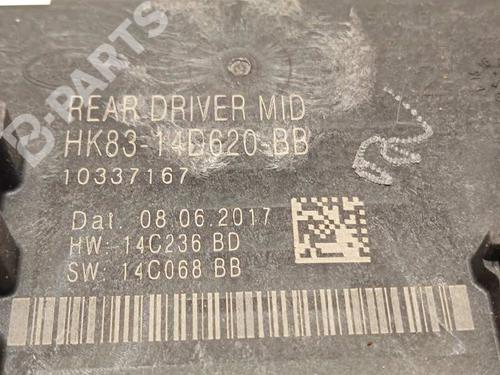 B-PARTS
REAR DRIVER MID
HK83-14D620-BB
10337167
Dat. 08.06.2017
HW: 14C236 BD
SW: 14C068 BB